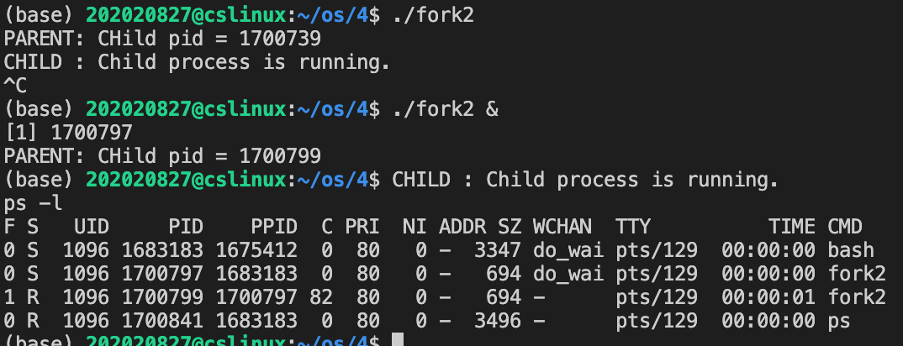 (base) 202020827@cslinux:~/os/4$ ./fork2
PARENT: CHild pid = 1700739
CHILD : Child process is running.
^C
(base) 202020827@cslinux:~/os/4$ ./fork2 &
[1] 1700797
PARENT: CHild pid = 1700799
(base) 202020827@cslinux:~/os/4$ CHILD : Child process is running.
ps -l
F S   UID     PID    PPID  C PRI  NI ADDR SZ WCHAN  TTY          TIME CMD
0 S  1096 1683183 1675412  0  80   0 -  3347 do_wai pts/129  00:00:00 bash
0 S  1096 1700797 1683183  0  80   0 -   694 do_wai pts/129  00:00:00 fork2
1 R  1096 1700799 1700797 82  80   0 -   694 -      pts/129  00:00:01 fork2
0 R  1096 1700841 1683183  0  80   0 -  3496 -      pts/129  00:00:00 ps
(base) 202020827@cslinux:~/os/4$